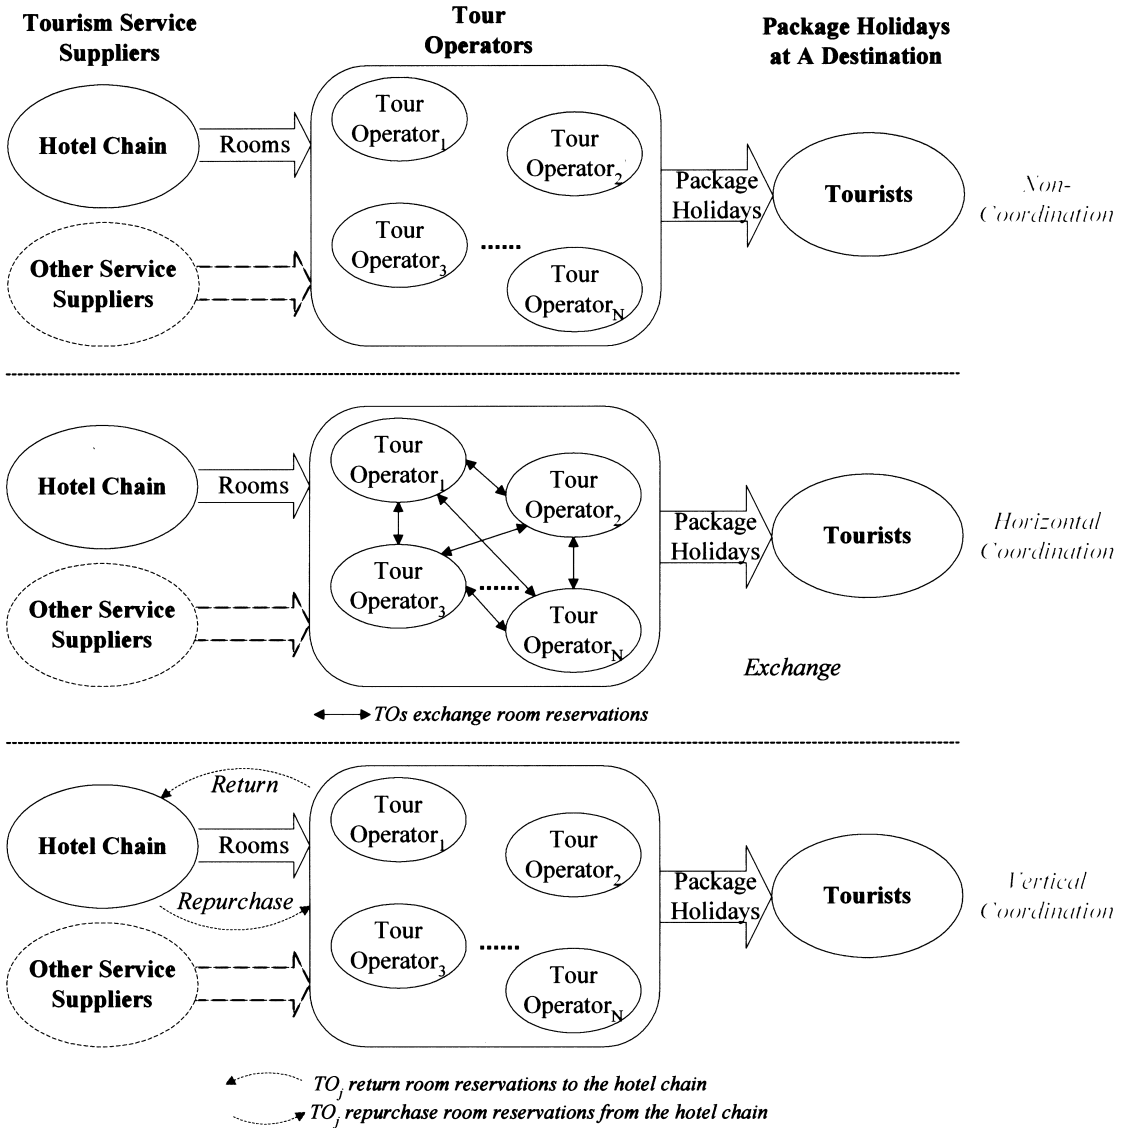 Tourism Service
Suppliers
Tour
Operators
Package Holidays
at A Destination
Hotel Chain
Rooms
Other Service
Suppliers
Tour
Operator1
Tour
Operator2
Tour
Operator3
......
Tour
OperatorN
Package
Holidays
Tourists
Non-
Coordination
Hotel Chain
Rooms
Other Service
Suppliers
Tour
Operator1
Tour
Operator2
Tour
Operator3
......
Tour
OperatorN
Package
Holidays
Tourists
Horizontal
Coordination
Exchange
TOs exchange room reservations
Return
Hotel Chain
Rooms
Repurchase
Other Service
Suppliers
Tour
Operator1
Tour
Operator2
Tour
Operator3
......
Tour
OperatorN
Package
Holidays
Tourists
Vertical
Coordination
TOj return room reservations to the hotel chain
TOj repurchase room reservations from the hotel chain